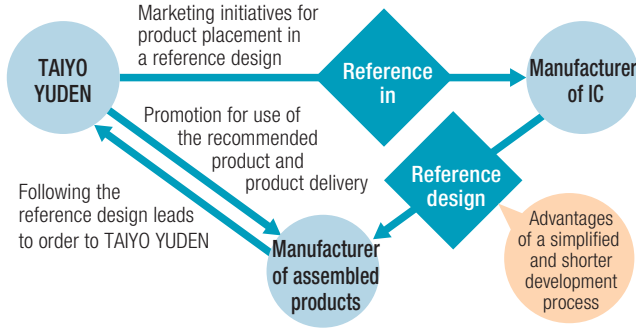 Marketing initiatives for
product placement in
a reference design
TAIYO
YUDEN
Reference
in
Manufacturer
of IC
Promotion for use of
the recommended
product and
product delivery
Reference
design
Following the
reference design leads
to order to TAIYO YUDEN
Manufacturer
of assembled
products
Advantages
of a simplified
and shorter
development
process